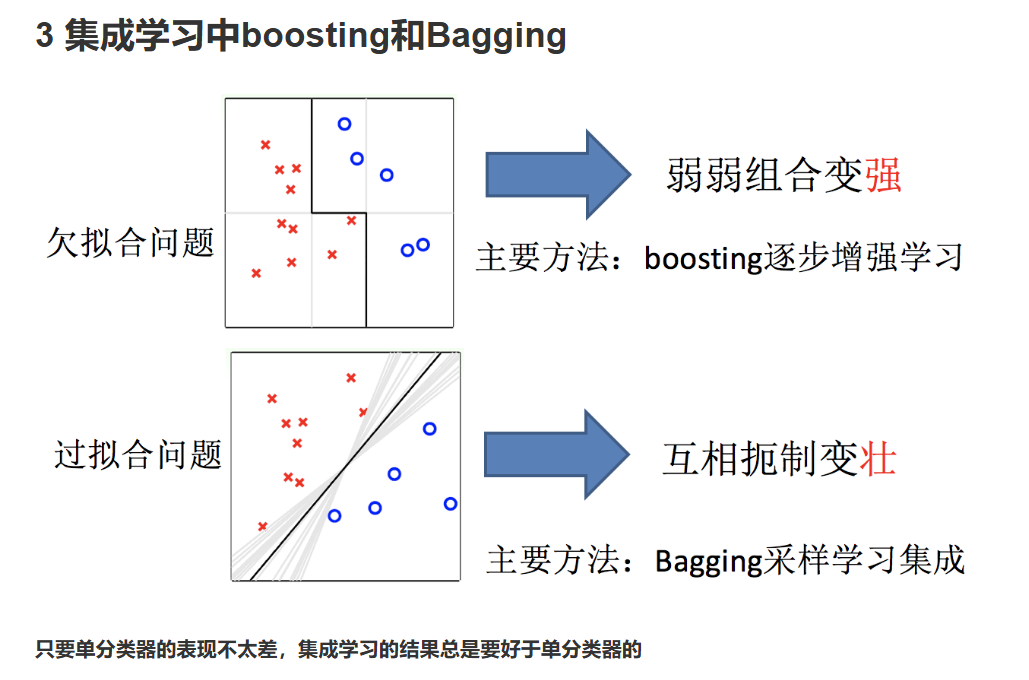 3 集成学习中boosting和Bagging
弱弱组合变强
欠拟合问题
主要方法：boosting逐步增强学习
过拟合问题
互相扼制变壮
主要方法：Bagging采样学习集成
只要单分类器的表现不太差，集成学习的结果总是要好于单分类器的